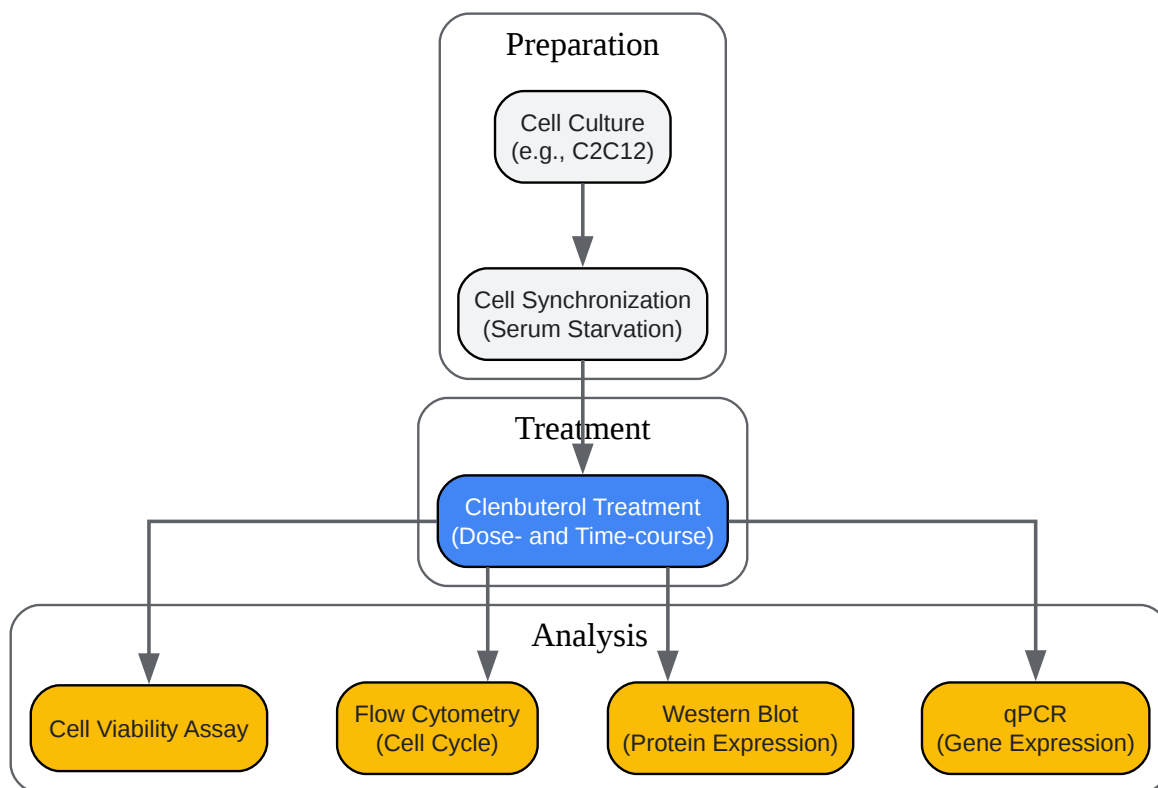 Preparation
Cell Culture
(e.g., C2C12)
Cell Synchronization
(Serum Starvation)
Treatment
Clenbuterol Treatment
(Dose- and Time-course)
Analysis
Cell Viability Assay
Flow Cytometry
(Cell Cycle)
Western Blot
(Protein Expression)
qPCR
(Gene Expression)